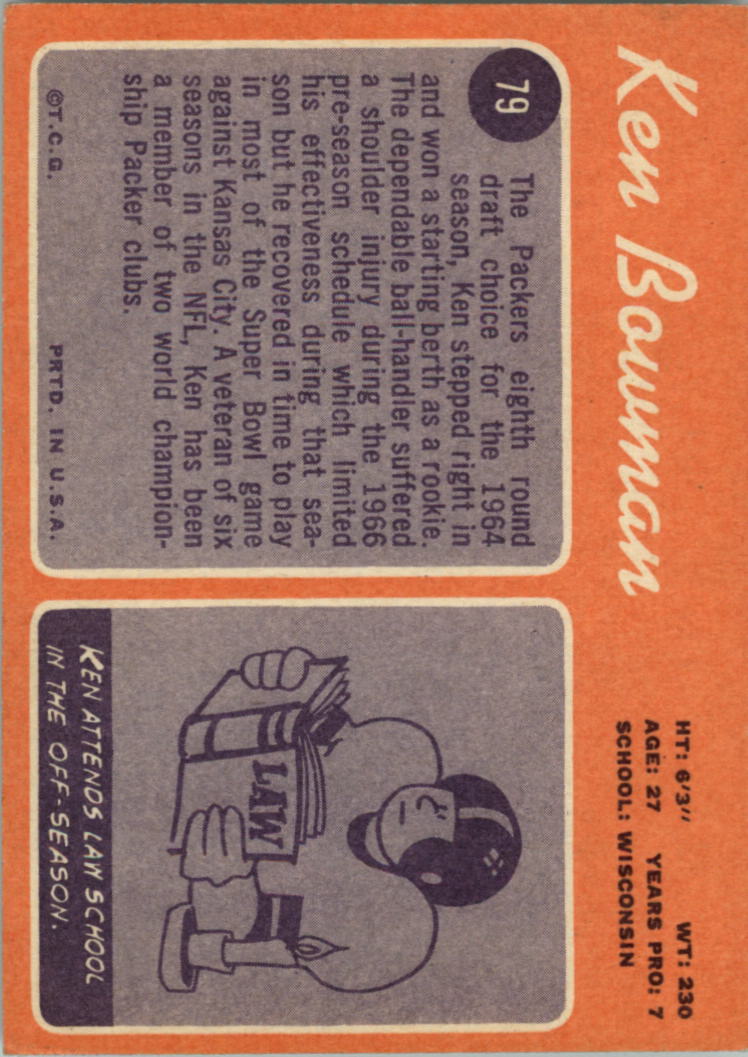 Ken Bowman
HT: 6'3" WT: 230
AGE: 27 YEARS PRO: 7
SCHOOL: WISCONSIN
79
The Packers eighth round
draft choice for the 1964
season, Ken stepped right in
and won a starting berth as a rookie.
The dependable ball-handler suffered
a shoulder injury during the 1966
pre-season schedule which limited
his effectiveness during that sea-
son but he recovered in time to play
in most of the Super Bowl game
against Kansas City. A veteran of six
seasons in the NFL, Ken has been
a member of two world champion-
ship Packer clubs.
©T.C.G. PRTD. IN U.S.A.
LAW
KEN ATTENDS LAW SCHOOL
IN THE OFF-SEASON.